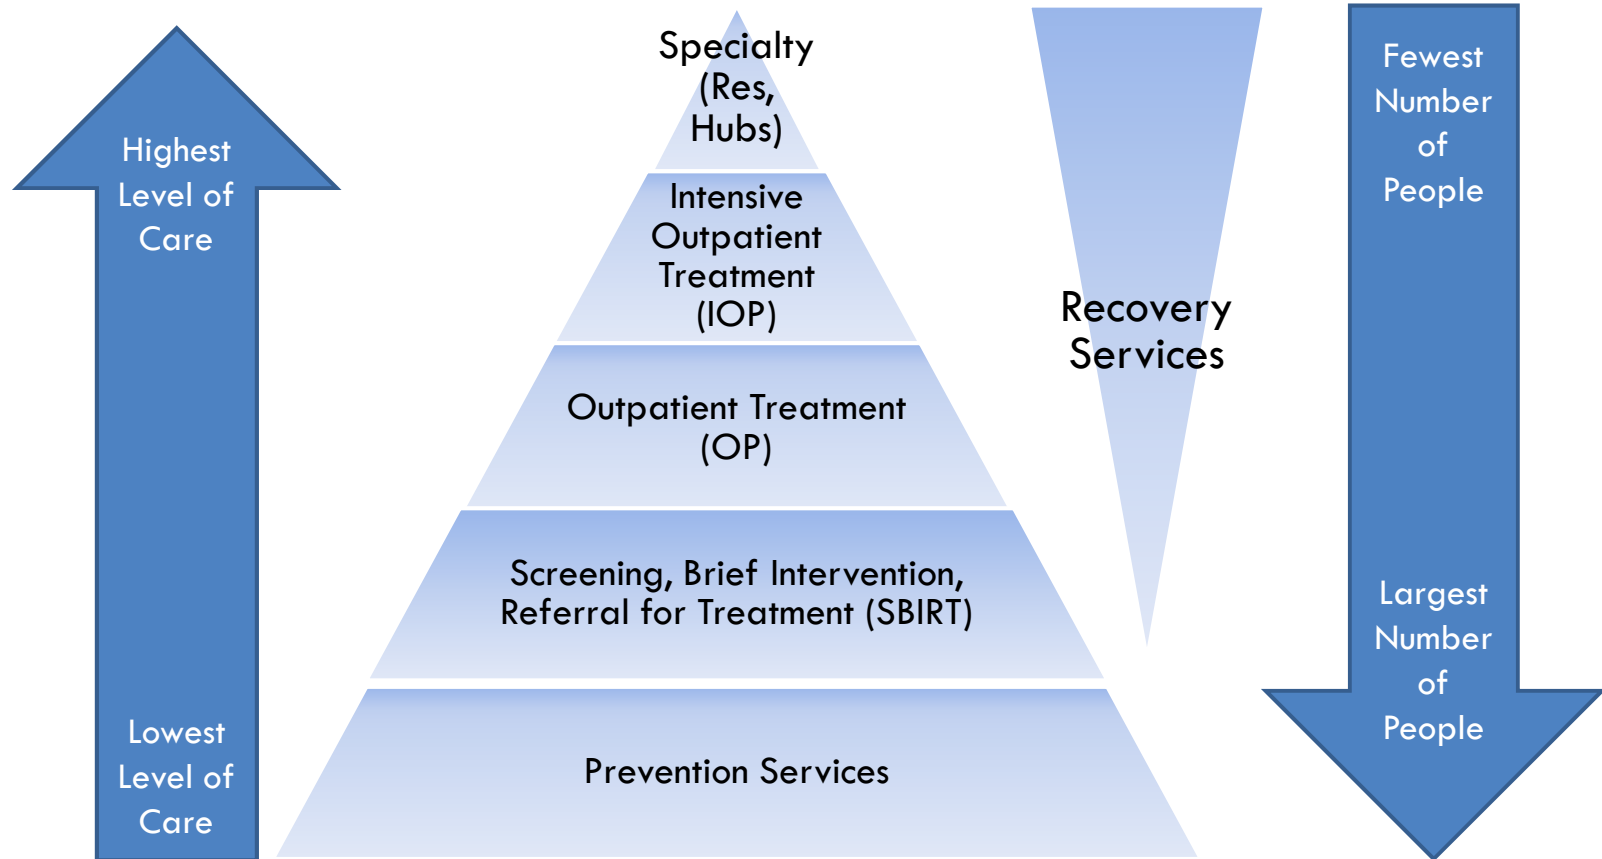 Highest
Level of
Care
Lowest
Level of
Care
Specialty
(Res,
Hubs)
Intensive
Outpatient
Treatment
(IOP)
Outpatient Treatment
(OP)
Screening, Brief Intervention,
Referral for Treatment (SBIRT)
Prevention Services
Recovery
Services
Fewest
Number
of
People
Largest
Number
of
People